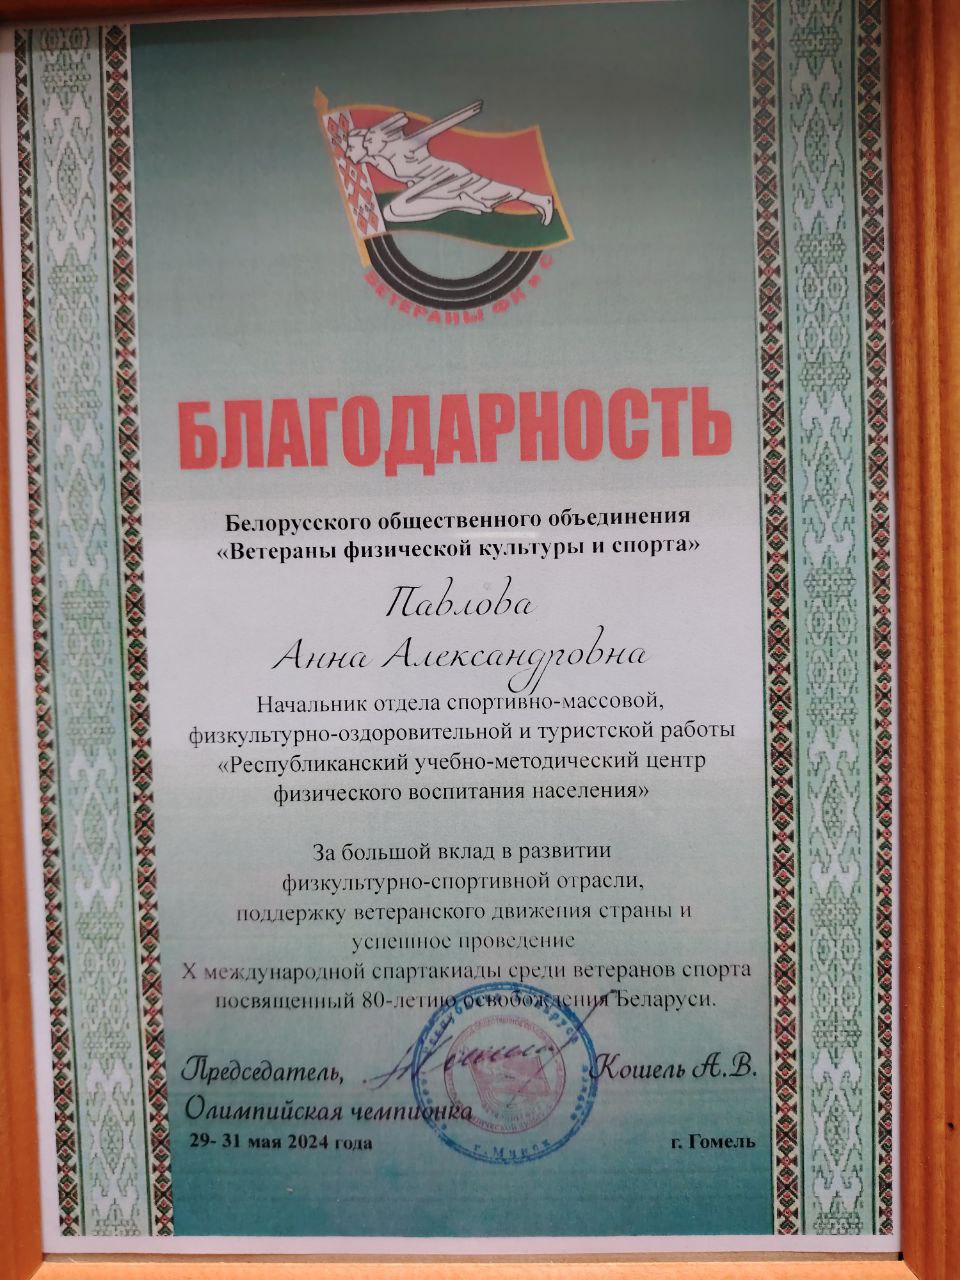 ВЕТЕРАНЫ ФК и С
БЛАГОДАРНОСТЬ
Белорусского общественного объединения
«Ветераны физической культуры и спорта»
Павлова
Анна Александровна
Начальник отдела спортивно-массовой,
физкультурно-оздоровительной и туристской работы
«Республиканский учебно-методический центр
физического воспитания населения»
За большой вклад в развитии
физкультурно-спортивной отрасли,
поддержку ветеранского движения страны и
успешное проведение
X международной спартакиады среди ветеранов спорта
посвященный 80-летию освобождения Беларуси.
Председатель, Кошель А.В.
Олимпийская чемпионка
29- 31 мая 2024 года г. Гомель
г. Минск